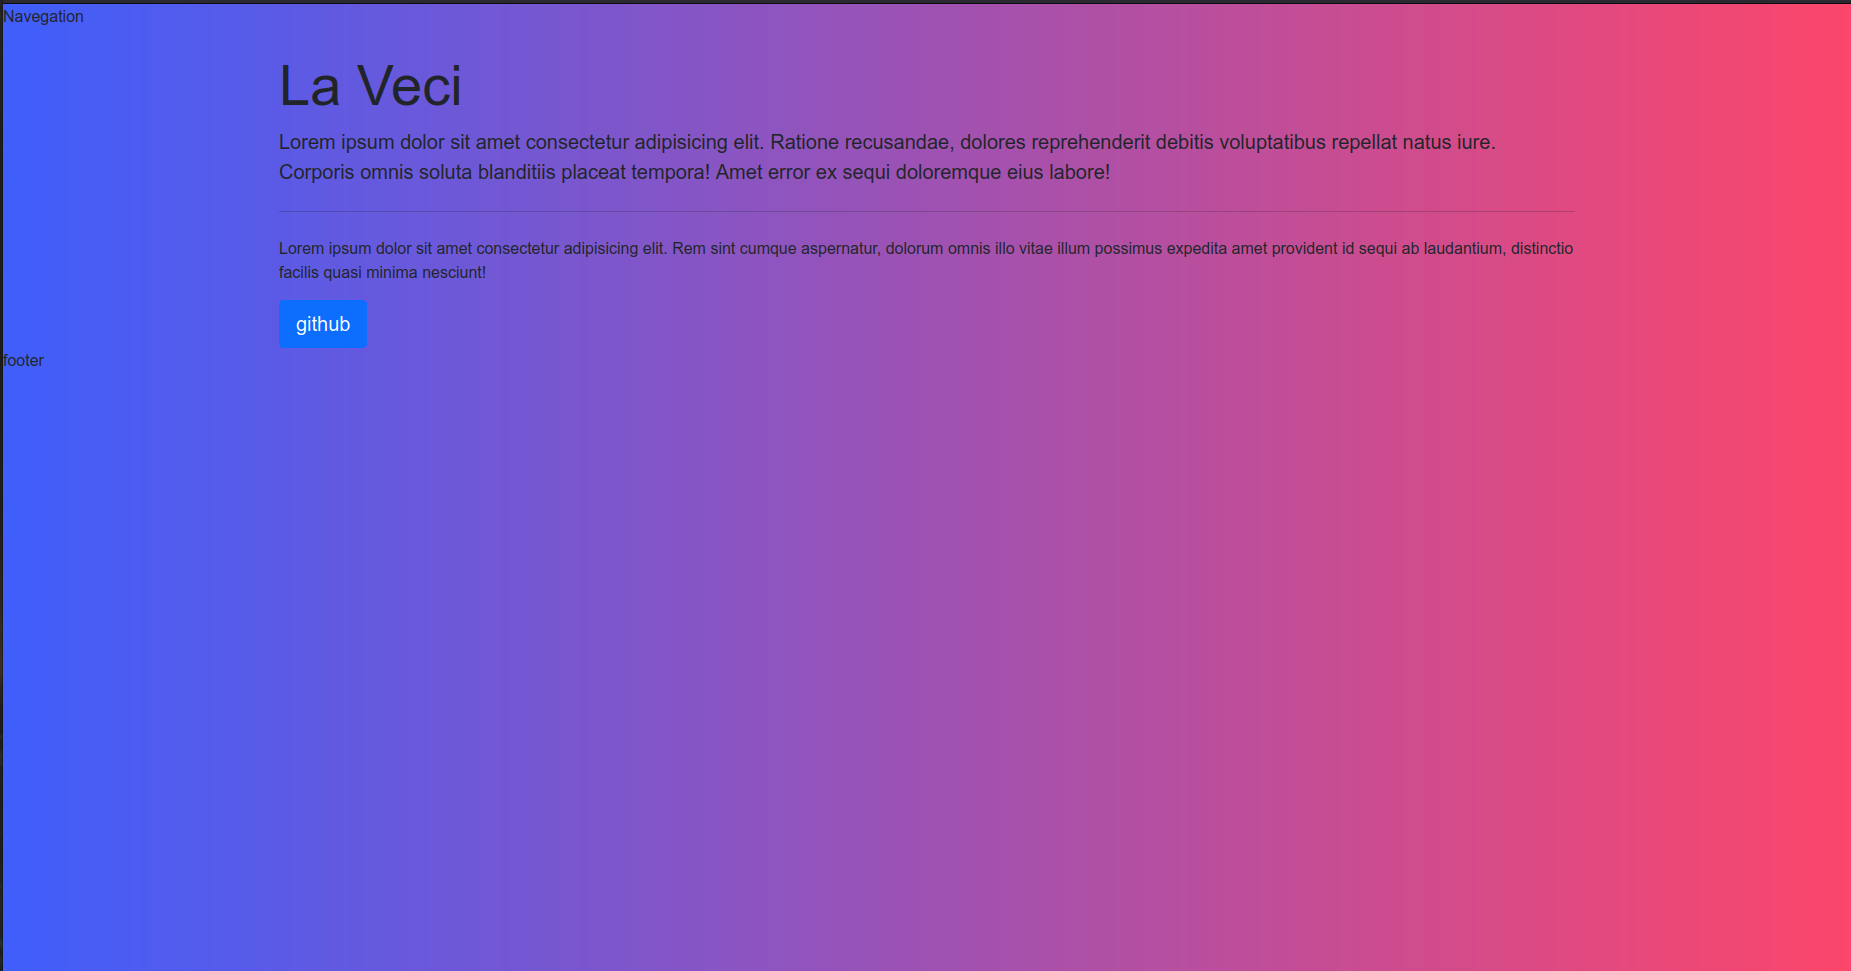 Navegation
La Veci
Lorem ipsum dolor sit amet consectetur adipisicing elit. Ratione recusandae, dolores reprehenderit debitis voluptatibus repellat natus iure.
Corporis omnis soluta blanditiis placeat tempora! Amet error ex sequi doloremque eius labore!
Lorem ipsum dolor sit amet consectetur adipisicing elit. Rem sint cumque aspernatur, dolorum omnis illo vitae illum possimus expedita amet provident id sequi ab laudantium, distinctio
facilis quasi minima nesciunt!
github
footer